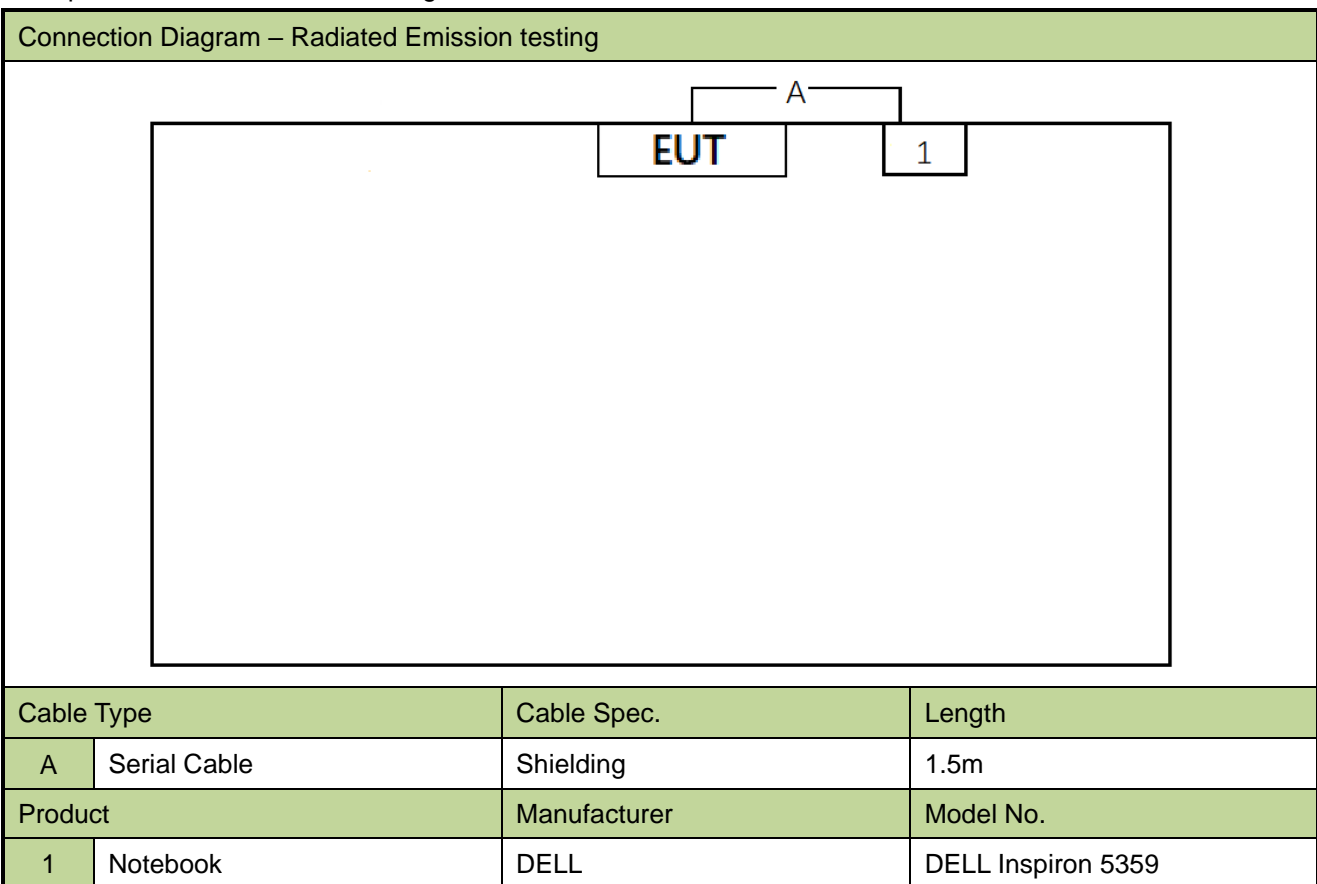 Connection Diagram – Radiated Emission testing
A
EUT
1
Cable Type Cable Spec. Length
A Serial Cable Shielding 1.5m
Product Manufacturer Model No.
1 Notebook DELL DELL Inspiron 5359